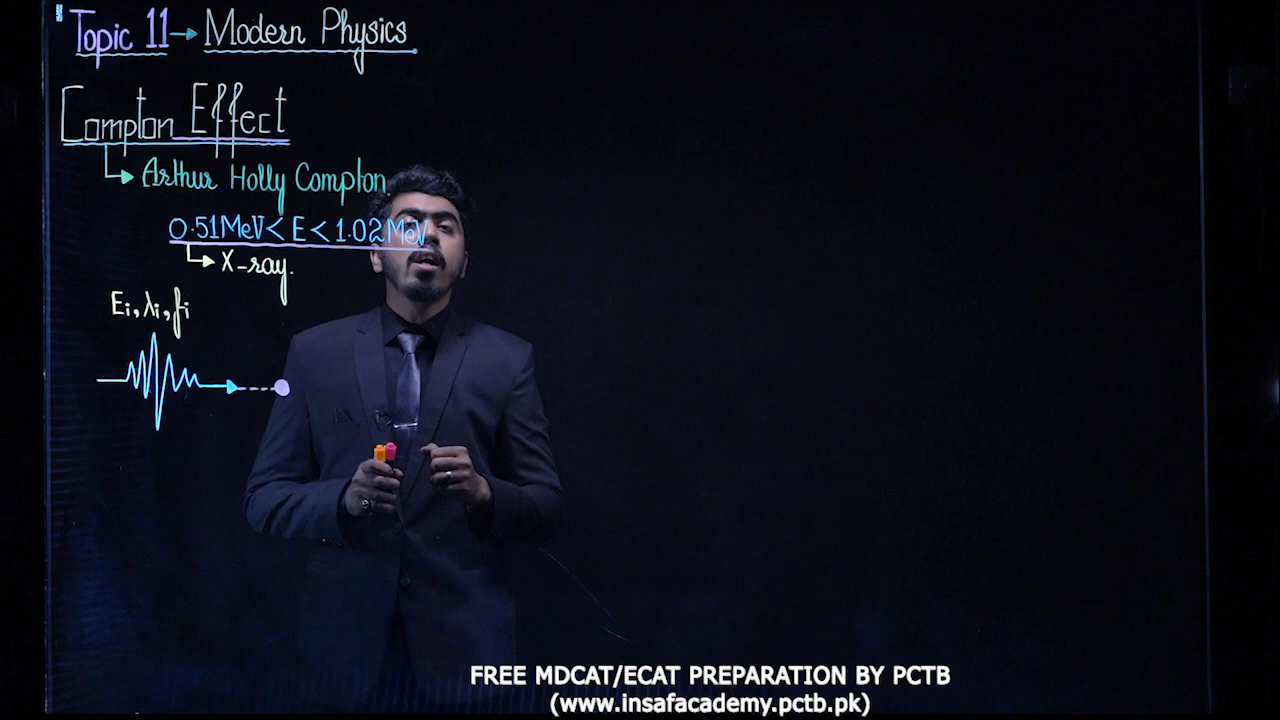 Topic 11 → Modern Physics
Compton Effect
Arthur Holly Compton
0.51MeV < E < 1.02MeV
X-ray.
Ei, λi, fi
FREE MDCAT/ECAT PREPARATION BY PCTB
(www.insafacademy.pctb.pk)